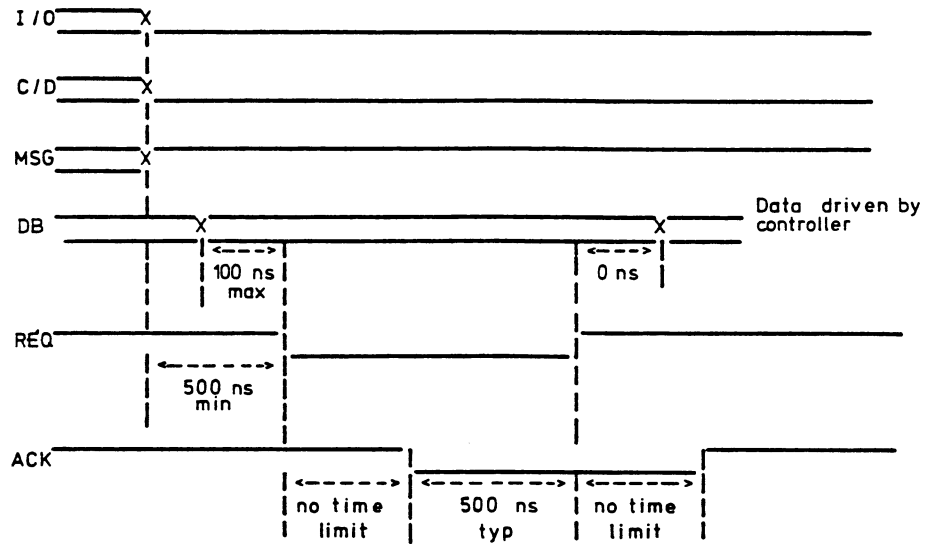 I/O
C/D
MSG
DB
Data driven by
controller
100 ns
max
0 ns
REQ
500 ns
min
ACK
no time
limit
500 ns
typ
no time
limit